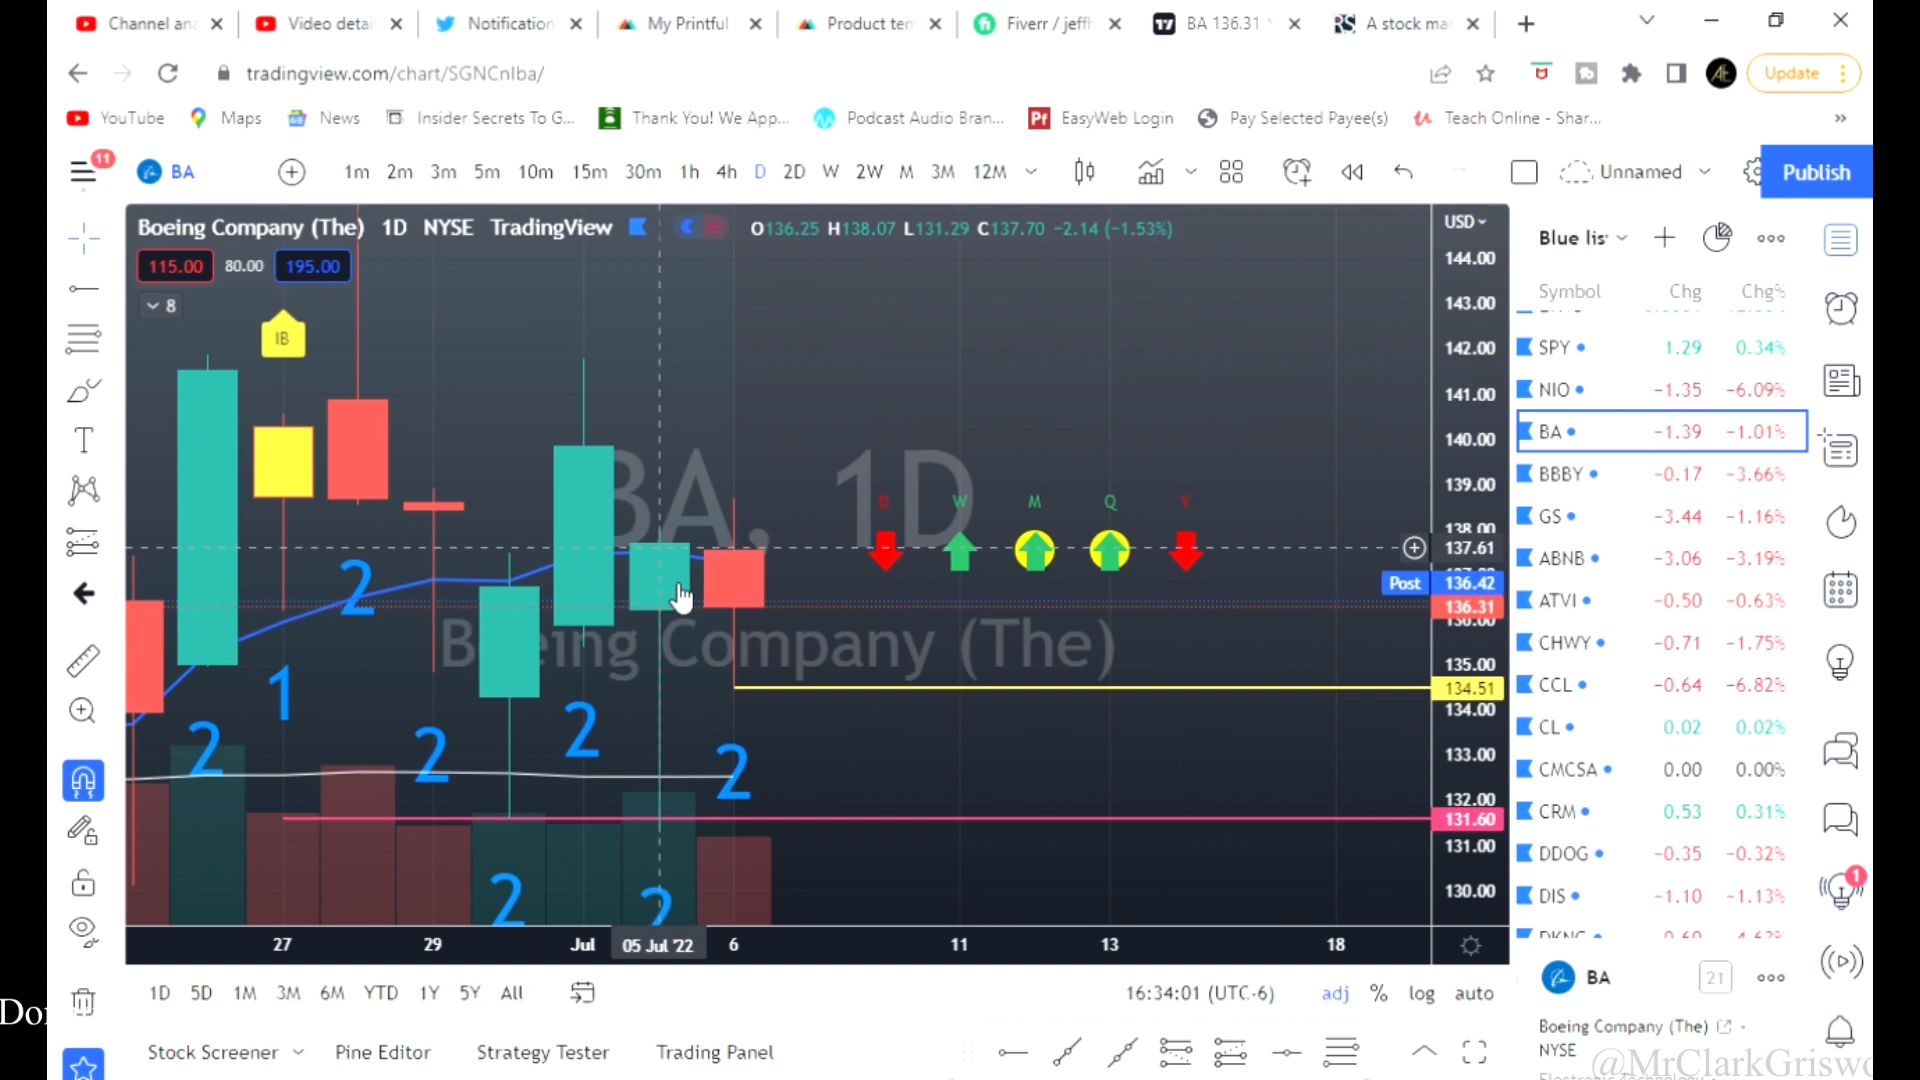 Channel an
Video detai
Notification
My Printful
Product tem
Fiverr / jeffh
BA 136.31
A stock ma
tradingview.com/chart/SGNCnIba/
Update
YouTube
Maps
News
Insider Secrets To G...
Thank You! We App...
Podcast Audio Bran...
EasyWeb Login
Pay Selected Payee(s)
Teach Online - Shar...
11
BA
1m 2m 3m 5m 10m 15m 30m 1h 4h D 2D W 2W M 3M 12M
Unnamed
Publish
Boeing Company (The) 1D NYSE TradingView
O136.25 H138.07 L131.29 C137.70 -2.14 (-1.53%)
USD
115.00 80.00 195.00
8
IB
BA, 1D
Boeing Company (The)
D W M Q Y
2
1
2
2
2
2
2
2
144.00
143.00
142.00
141.00
140.00
139.00
138.00
137.61
Post 136.42
136.31
136.00
135.00
134.51
134.00
133.00
132.00
131.60
131.00
130.00
27 29 Jul 05 Jul '22 6 11 13 18
Blue lis
Symbol Chg Chg%
SPY 1.29 0.34%
NIO -1.35 -6.09%
BA -1.39 -1.01%
BBBY -0.17 -3.66%
GS -3.44 -1.16%
ABNB -3.06 -3.19%
ATVI -0.50 -0.63%
CHWY -0.71 -1.75%
CCL -0.64 -6.82%
CL 0.02 0.02%
CMCSA 0.00 0.00%
CRM 0.53 0.31%
DDOG -0.35 -0.32%
DIS -1.10 -1.13%
DKNG
1
BA
21
Boeing Company (The)
NYSE
1D 5D 1M 3M 6M YTD 1Y 5Y All
16:34:01 (UTC-6)
adj % log auto
Stock Screener
Pine Editor
Strategy Tester
Trading Panel
@MrClarkGriswo